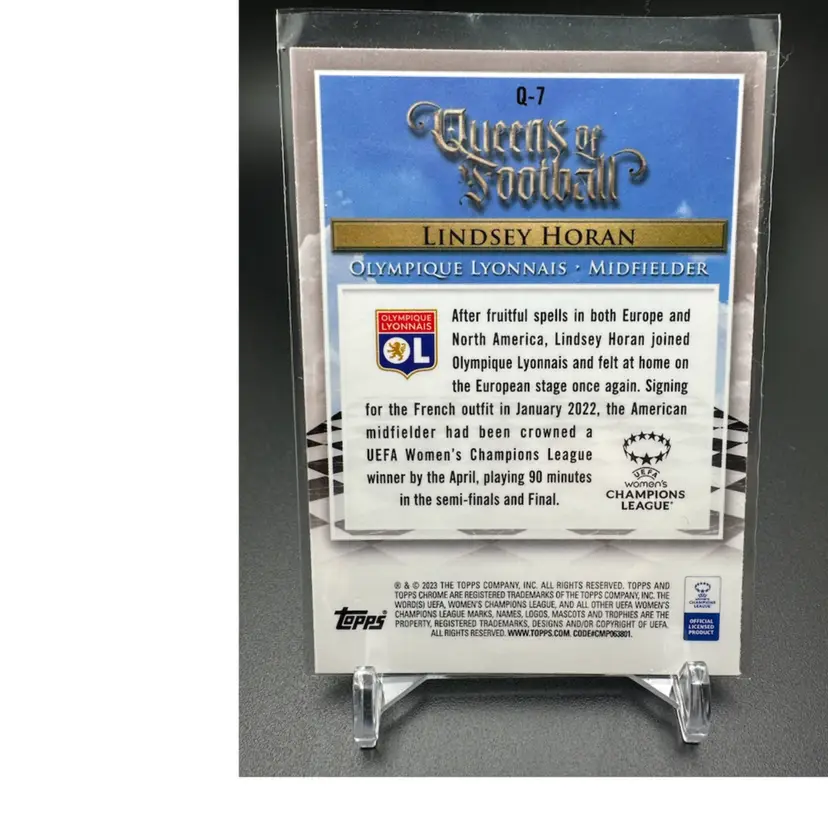 Q-7
Queens of
Football
LINDSEY HORAN
OLYMPIQUE LYONNAIS · MIDFIELDER
OLYMPIQUE
LYONNAIS
OL
After fruitful spells in both Europe and
North America, Lindsey Horan joined
Olympique Lyonnais and felt at home on
the European stage once again. Signing
for the French outfit in January 2022, the American
midfielder had been crowned a
UEFA Women's Champions League
winner by the April, playing 90 minutes
in the semi-finals and Final.
UEFA
women's
CHAMPIONS
LEAGUE
® & © 2023 THE TOPPS COMPANY, INC. ALL RIGHTS RESERVED. TOPPS AND
TOPPS CHROME ARE REGISTERED TRADEMARKS OF THE TOPPS COMPANY, INC. THE
WORD(S) UEFA, WOMEN'S CHAMPIONS LEAGUE, AND ALL OTHER UEFA WOMEN'S
CHAMPIONS LEAGUE MARKS, NAMES, LOGOS, MASCOTS AND TROPHIES ARE THE
PROPERTY, REGISTERED TRADEMARKS, DESIGNS AND/OR COPYRIGHT OF UEFA.
ALL RIGHTS RESERVED. WWW.TOPPS.COM. CODE#CMP063801.
Topps
CHAMPIONS
LEAGUE
OFFICIAL
LICENSED
PRODUCT